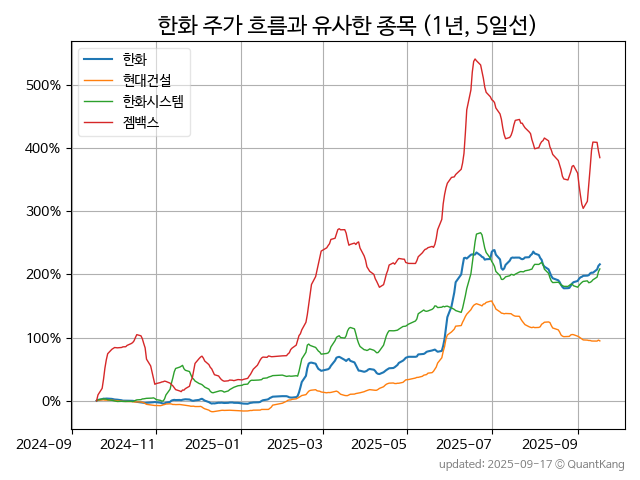 한화 주가 흐름과 유사한 종목 (1년, 5일선)
한화
현대건설
한화시스템
젬백스
500%
400%
300%
200%
100%
0%
2024-09
2024-11
2025-01
2025-03
2025-05
2025-07
2025-09
updated: 2025-09-17 © QuantKang